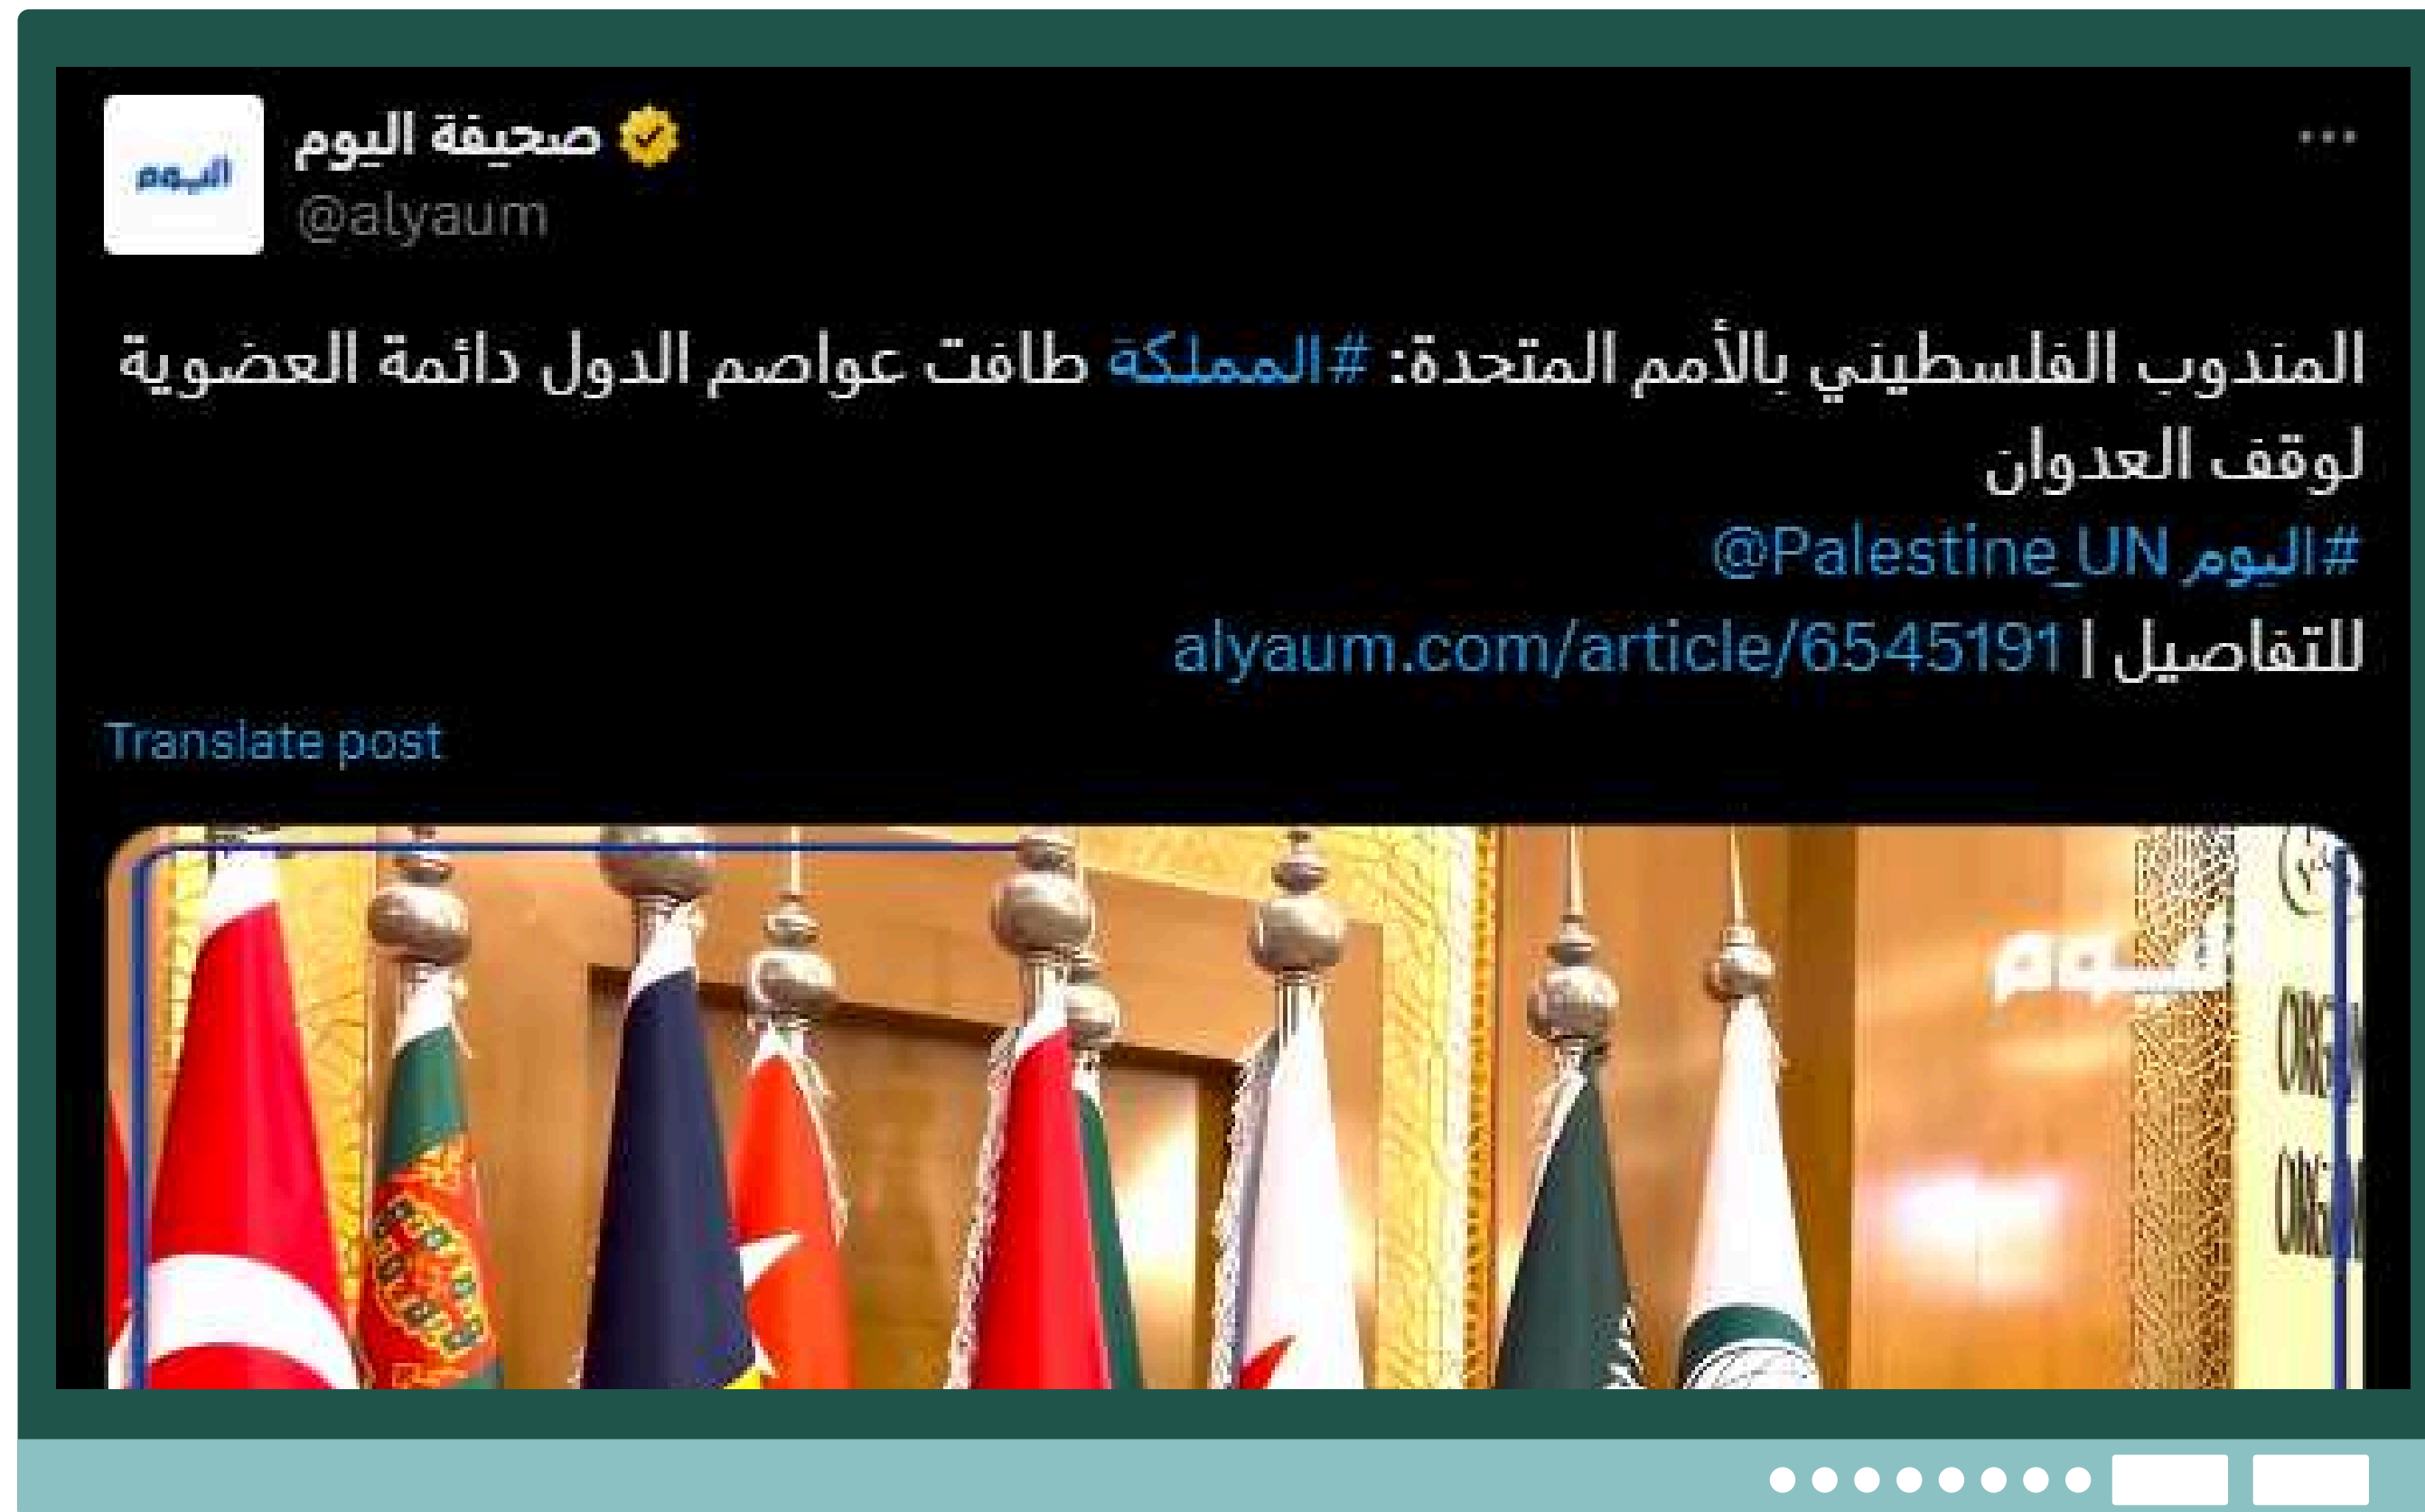 صحيفة اليوم
اليوم
@alyaum
المندوب الفلسطيني بالأمم المتحدة: #المملكة طافت عواصم الدول دائمة العضوية
لوقف العدوان
#اليوم @Palestine_UN
للتفاصيل | alyaum.com/article/6545191
Translate post